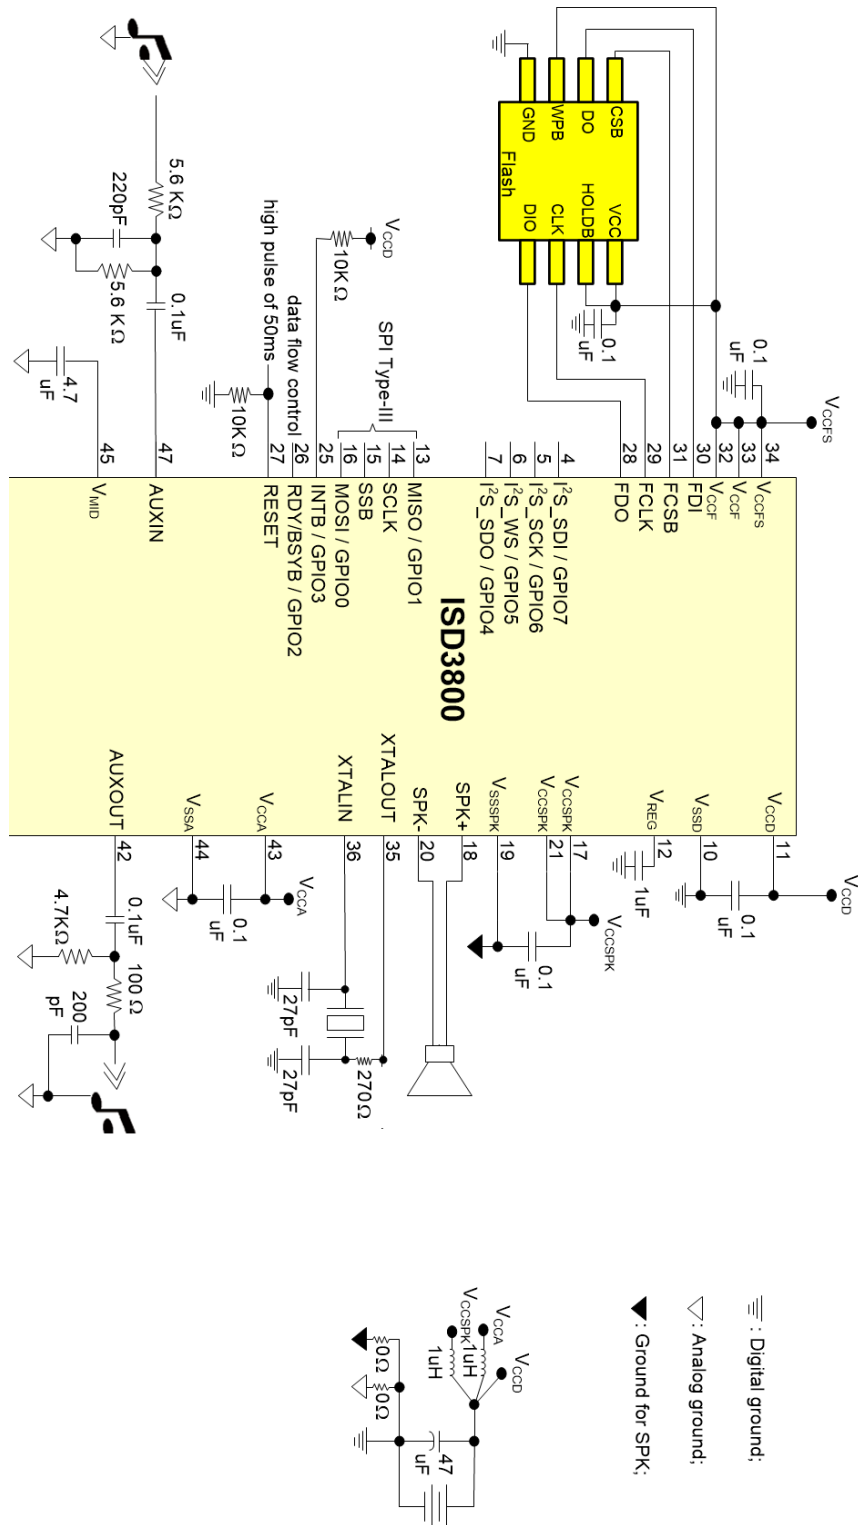 VCCFS
0.1
uF
34
33
32
30
31
29
28
VCCFS
VCCF
VCCF
FDI
FCSB
FCLK
FDO
CSB
DO
WPB
GND
Flash
VCC
HOLDB
CLK
DIO
0.1
uF
4
5
6
7
I²S_SDI / GPIO7
I²S_SCK / GPIO6
I²S_WS / GPIO5
I²S_SDO / GPIO4
SPI Type-III
13
14
15
16
25
26
27
MISO / GPIO1
SCLK
SSB
MOSI / GPIO0
INTB / GPIO3
RDY/BSYB / GPIO2
RESET
VCCD
10KΩ
data flow control
high pulse of 50ms
10KΩ
5.6 KΩ
220pF
5.6 KΩ
0.1uF
47
AUXIN
4.7
uF
45
VMID
ISD3800
VCCD
11
VCCD
0.1
uF
10
VSSD
1uF
12
VREG
VCCSPK
17
VCCSPK
21
VCCSPK
0.1
uF
19
VSSSPK
18
SPK+
20
SPK-
35
XTALOUT
36
XTALIN
270Ω
27pF
27pF
VCCA
43
VCCA
0.1
uF
44
VSSA
42
AUXOUT
0.1uF
4.7KΩ
100 Ω
200
pF
: Digital ground;
: Analog ground;
: Ground for SPK;
VCCD
VCCA
1uH
VCCSPK
1uH
47
uF
0Ω
0Ω